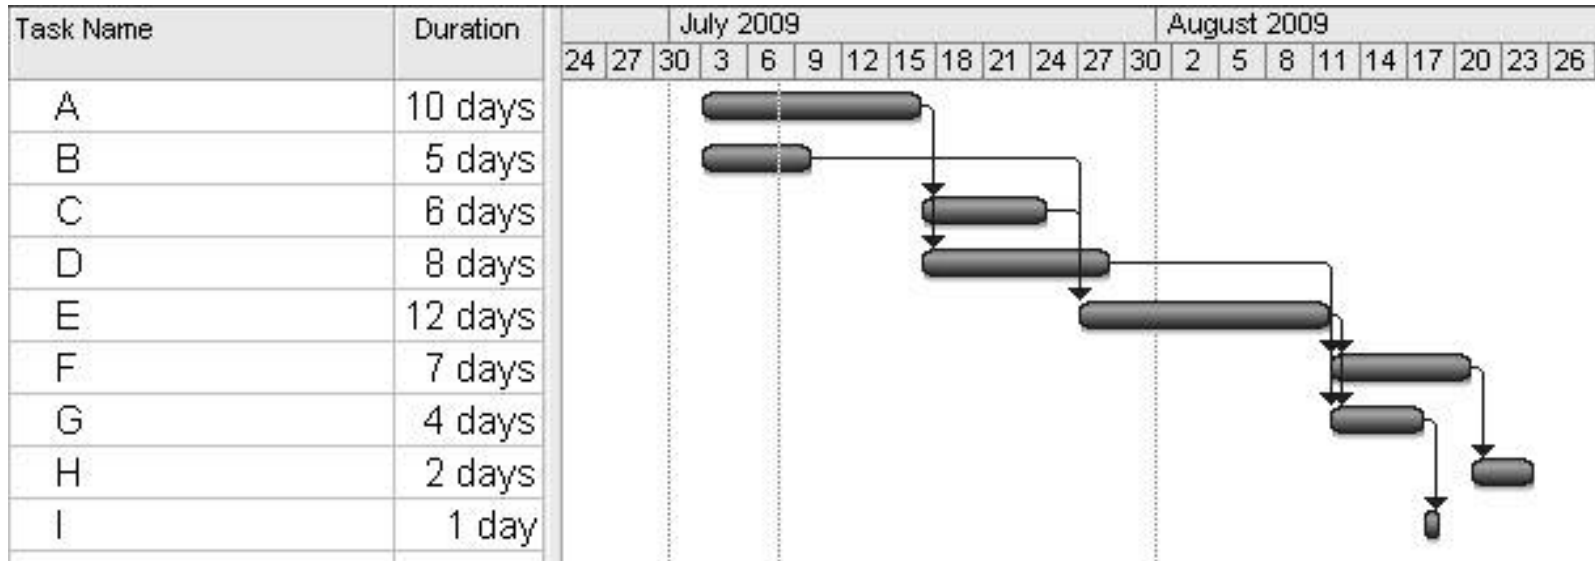 Task Name Duration July 2009 August 2009
24 27 30 3 6 9 12 15 18 21 24 27 30 2 5 8 11 14 17 20 23 26
A 10 days
B 5 days
C 6 days
D 8 days
E 12 days
F 7 days
G 4 days
H 2 days
I 1 day